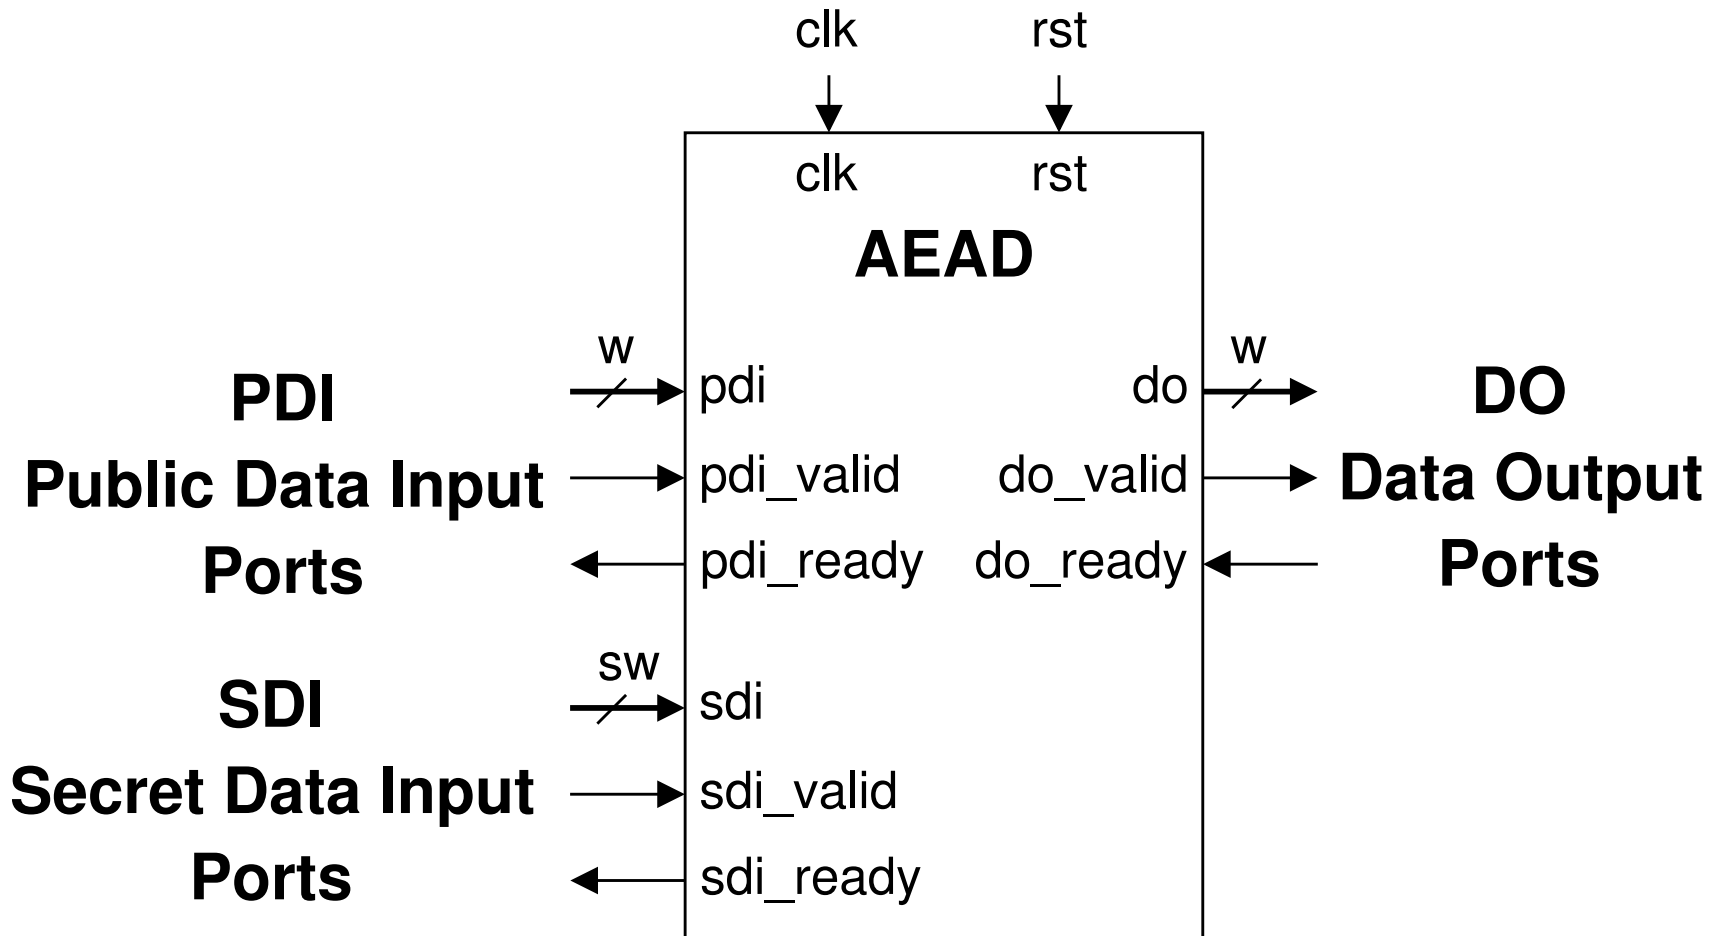 clk rst
clk rst
AEAD
w w
PDI pdi do DO
Public Data Input pdi_valid do_valid Data Output
Ports pdi_ready do_ready Ports
sw
SDI sdi
Secret Data Input sdi_valid
Ports sdi_ready